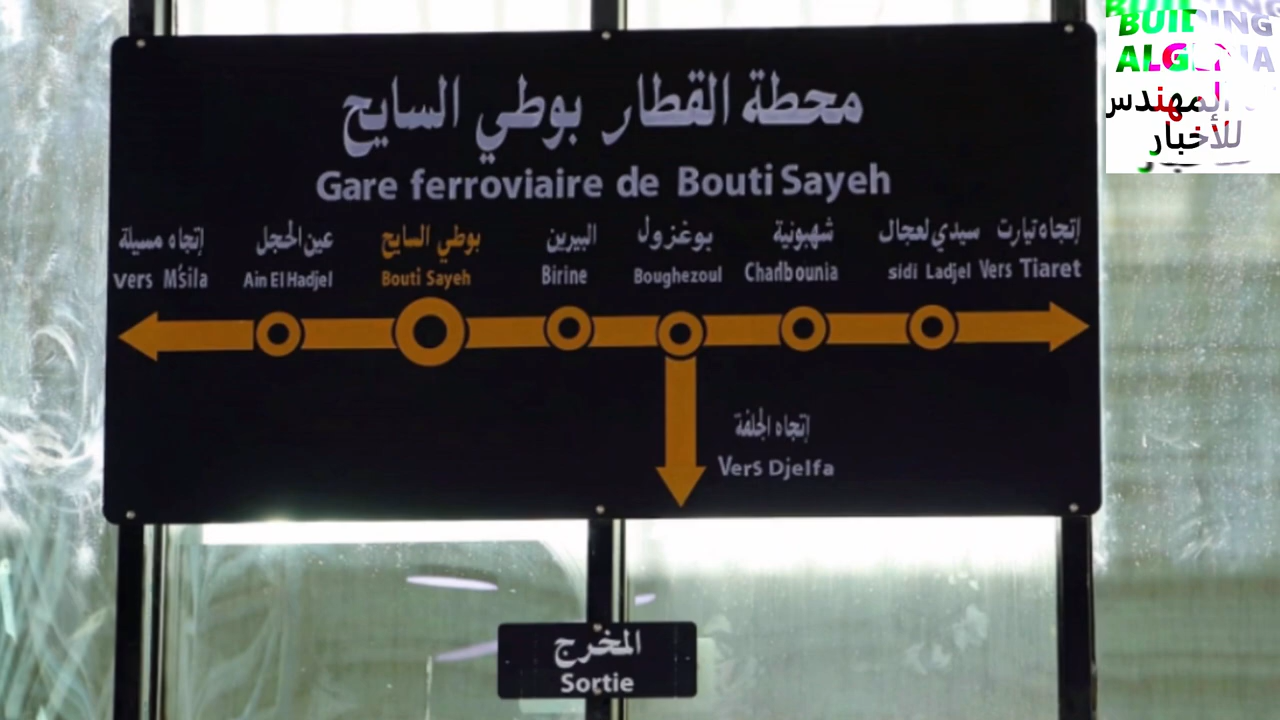 محطة القطار بوطي السايح
Gare ferroviaire de Bouti Sayeh
إتجاه مسيلة
vers M'sila
عين الحجل
Ain El Hadjel
بوطي السايح
Bouti Sayeh
البيرين
Birine
بوغزول
Boughezoul
شهبونية
Chahbounia
سيدي لعجال
sidi Ladjel
إتجاه تيارت
Vers Tiaret
إتجاه الجلفة
Vers Djelfa
المخرج
Sortie
BUILDING
ALGERIA
المهندس
للأخبار